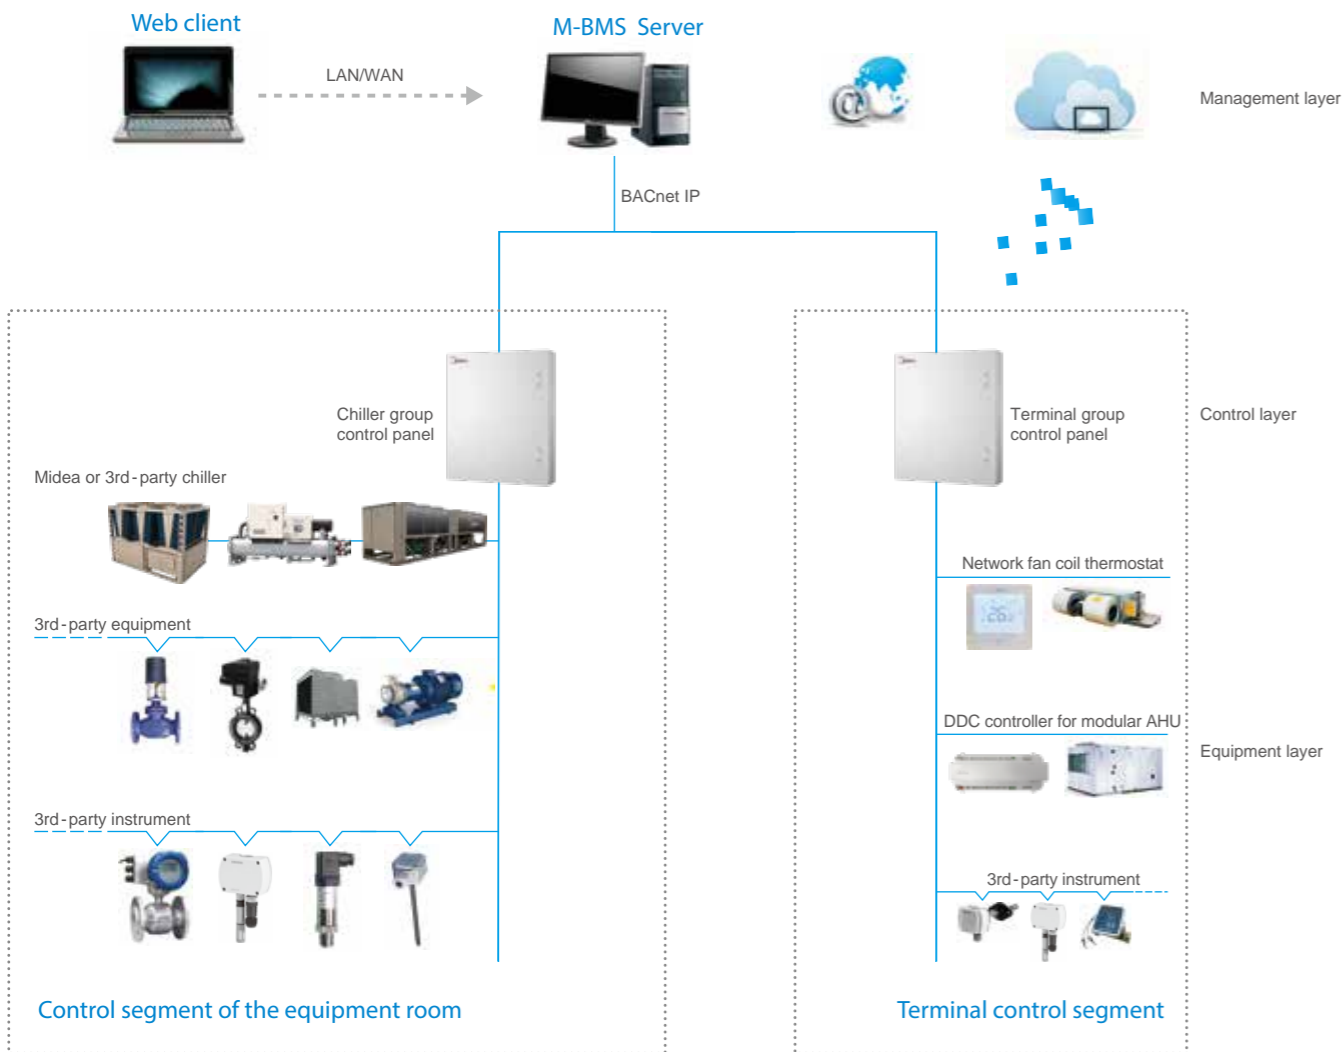 Web client
M-BMS Server
LAN/WAN
Management layer
BACnet IP
Chiller group
control panel
Terminal group
control panel
Control layer
Midea or 3rd-party chiller
Network fan coil thermostat
3rd-party equipment
DDC controller for modular AHU
Equipment layer
3rd-party instrument
3rd-party instrument
Control segment of the equipment room
Terminal control segment